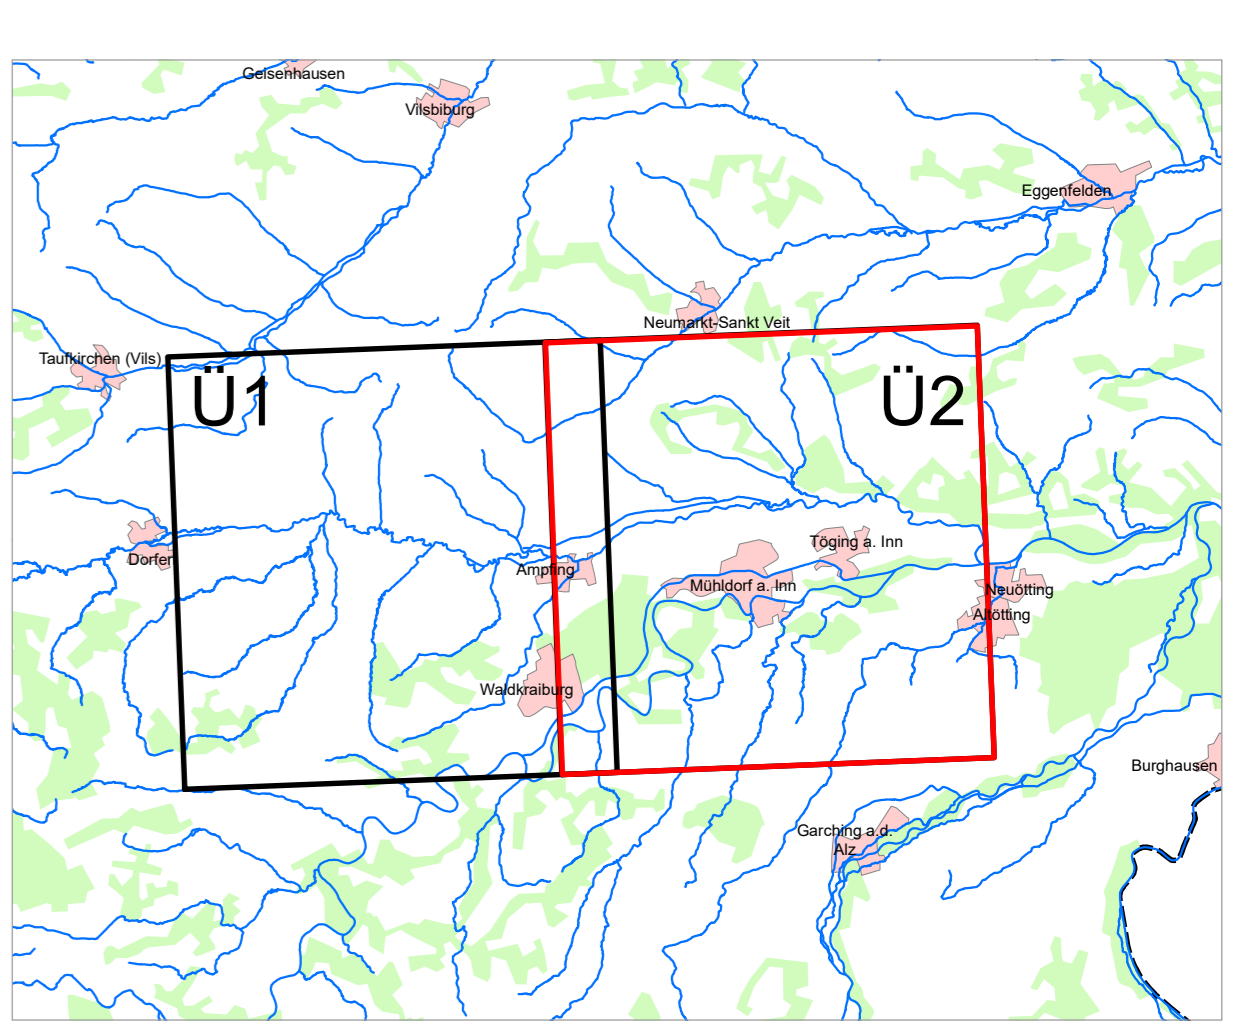 Geisenhausen
Vilsbiburg
Eggenfelden
Neumarkt-Sankt Veit
Taufkirchen (Vils)
Ü1
Ü2
Dorfen
Ampfing
Töging a. Inn
Mühldorf a. Inn
Neuötting
Altötting
Waldkraiburg
Burghausen
Garching a.d.
Alz